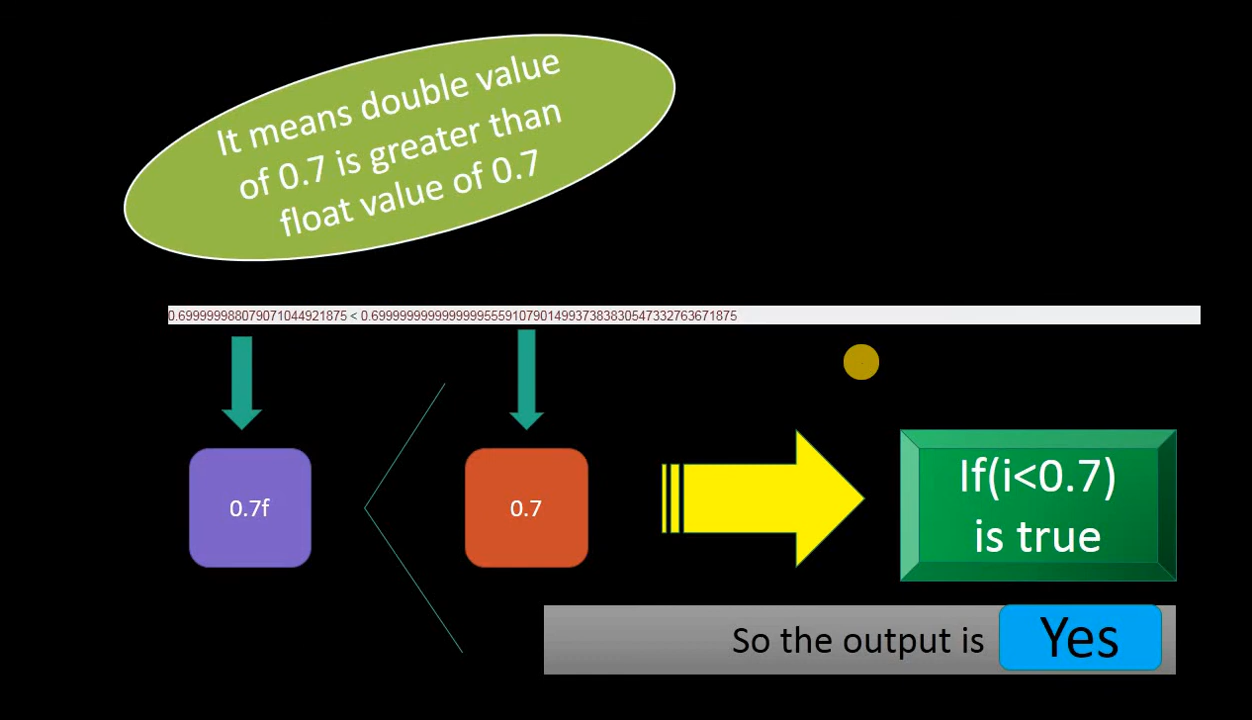 It means double value
of 0.7 is greater than
float value of 0.7
0.699999988079071044921875 < 0.6999999999999999555910790149937383830547332763671875
0.7f
0.7
If(i<0.7)
is true
So the output is Yes